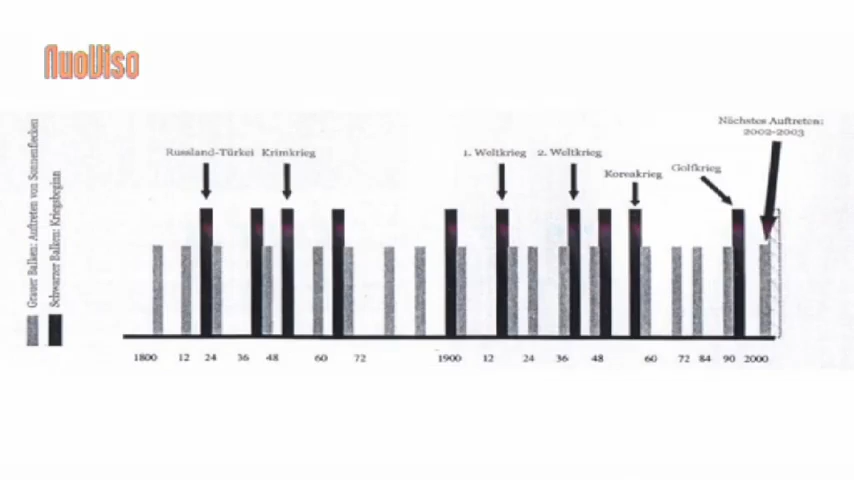 NuoViso
Nächstes Auftreten:
2002-2003
Russland-Türkei Krimkrieg
1. Weltkrieg 2. Weltkrieg
Koreakrieg
Golfkrieg
Grauer Balken: Auftreten von Sonnenflecken
Schwarzer Balken: Kriegsbeginn
1800 12 24 36 48 60 72 1900 12 24 36 48 60 72 84 90 2000